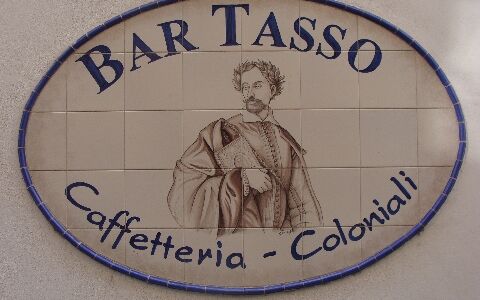 BAR TASSO
Caffetteria - Coloniali